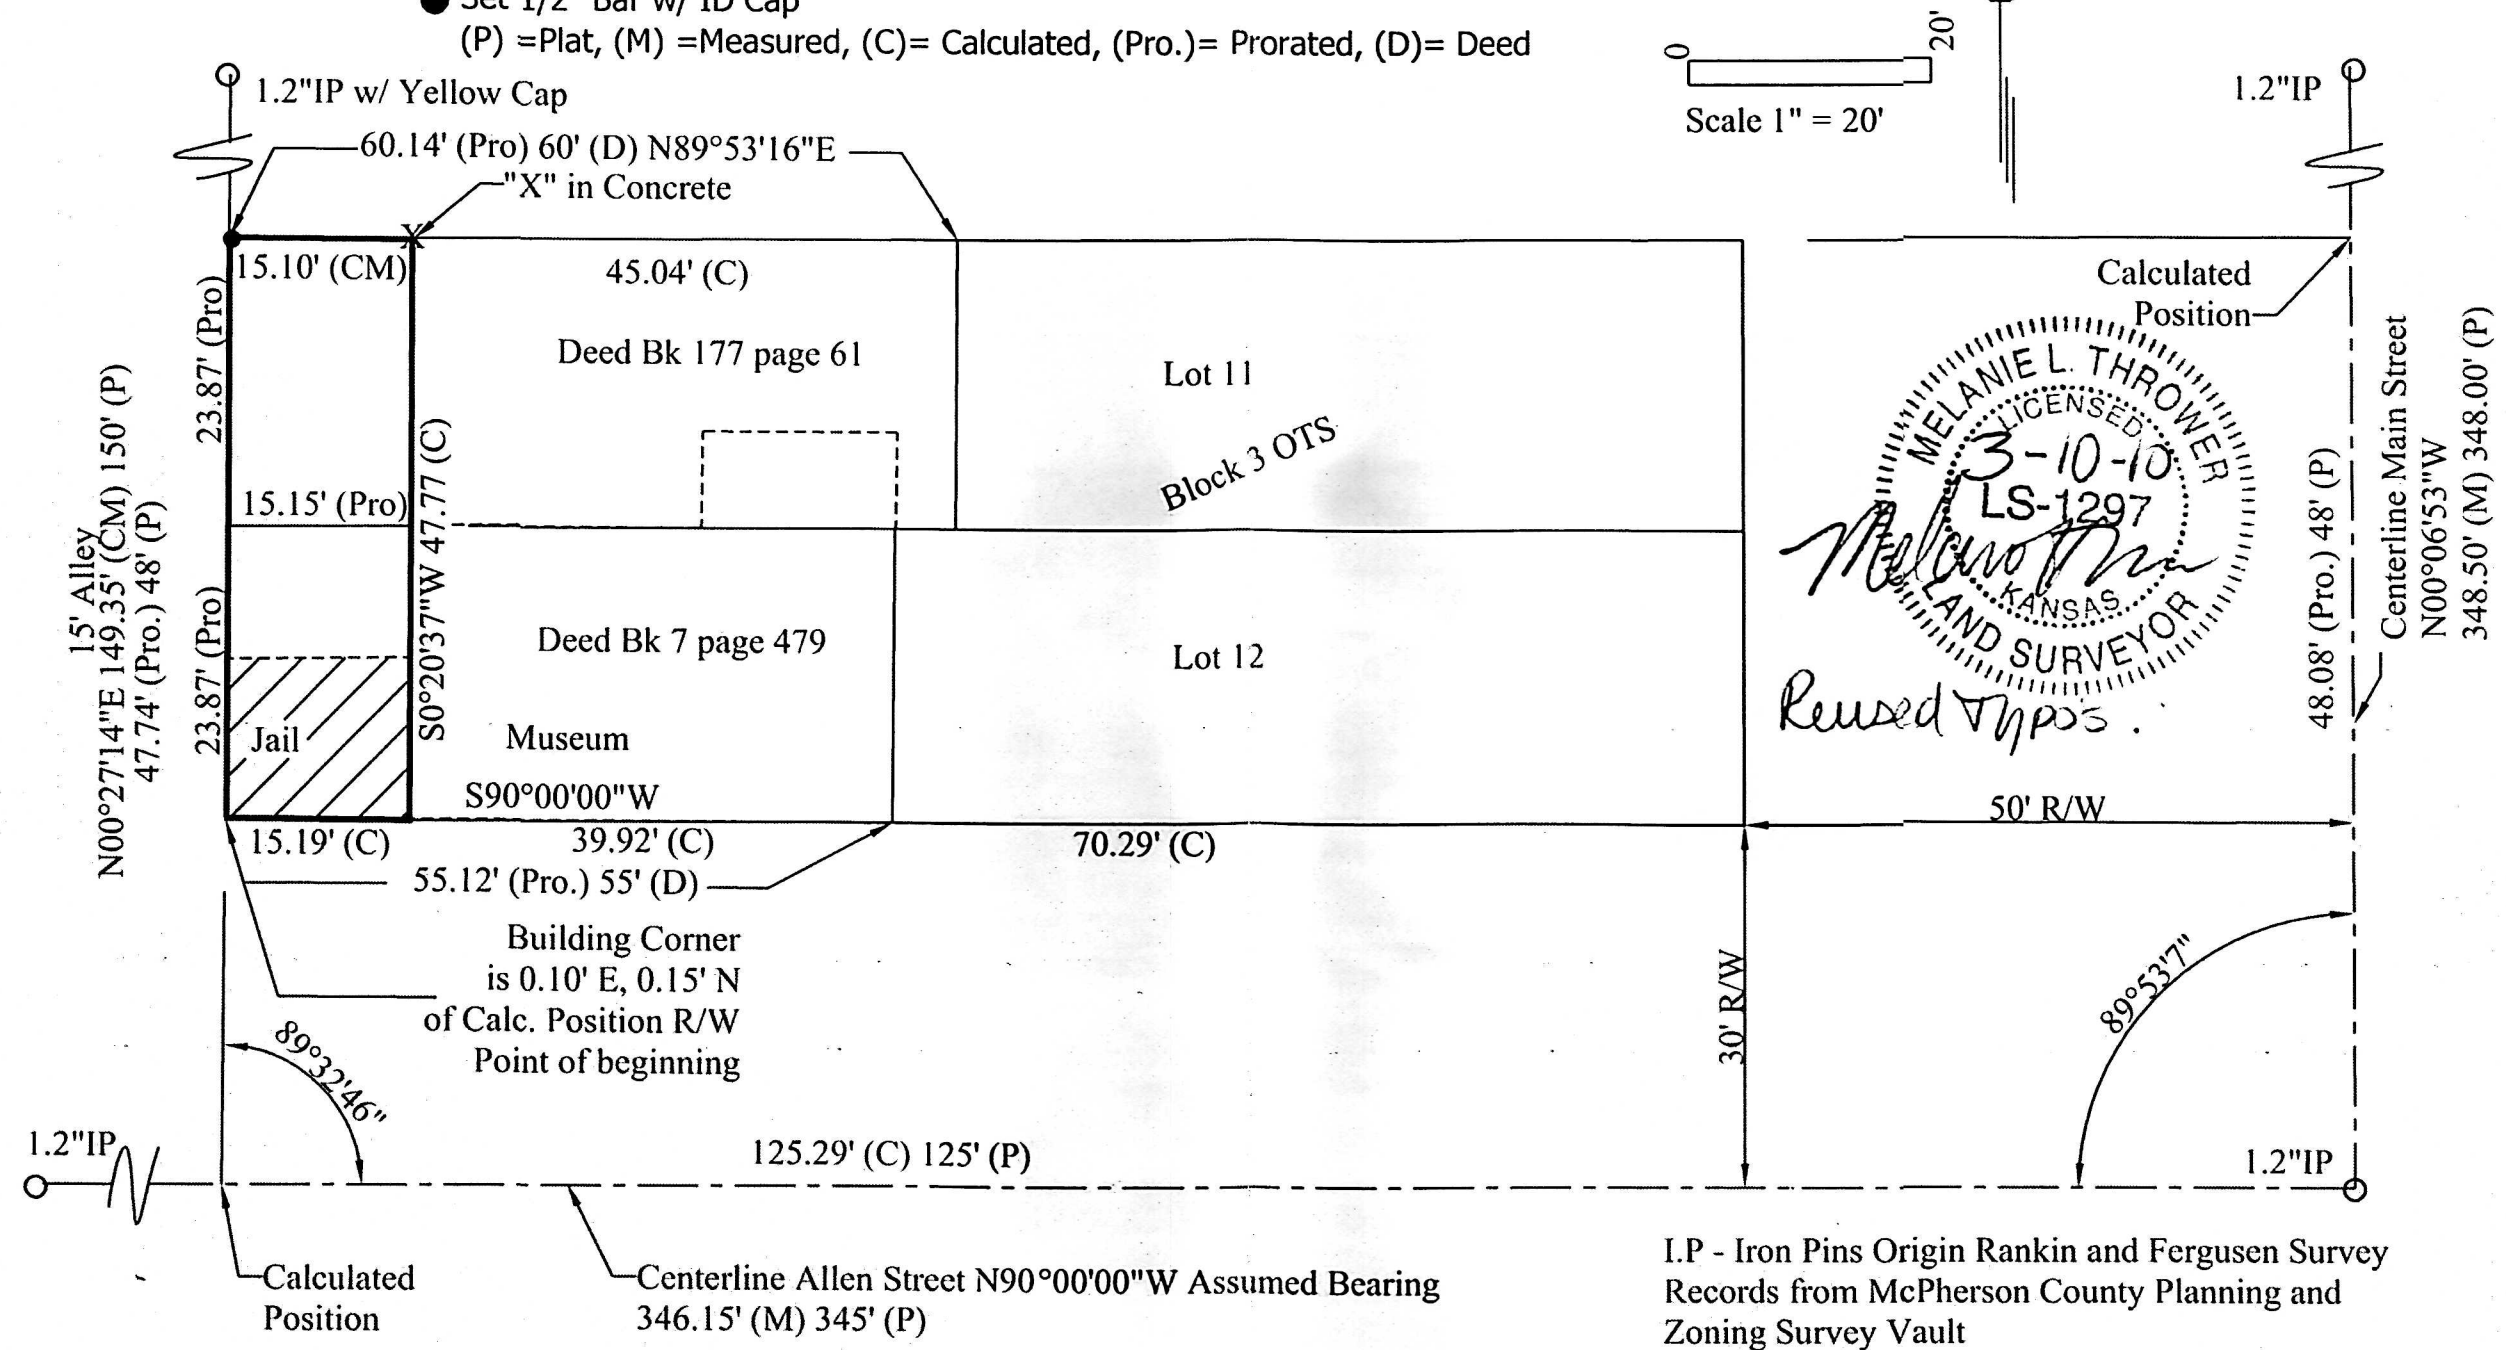 Set 1/2" Bar w/ ID Cap
(P) =Plat, (M) =Measured, (C)= Calculated, (Pro.)= Prorated, (D)= Deed
0
20'
Scale 1" = 20'
1.2"IP w/ Yellow Cap
1.2"IP
60.14' (Pro) 60' (D) N89°53'16"E
"X" in Concrete
X
15.10' (CM)
45.04' (C)
Calculated
Position
23.87' (Pro)
Deed Bk 177 page 61
Lot 11
Block 3 OTS
15' Alley
N00°27'14"E 149.35' (CM) 150' (P)
47.74' (Pro.) 48' (P)
15.15' (Pro)
S0°20'37"W 47.77 (C)
MELANIE L. THROWER
LICENSED
3-10-10
LS-1297
KANSAS
LAND SURVEYOR
48.08' (Pro.) 48' (P)
Centerline Main Street
N00°06'53"W
348.50' (M) 348.00' (P)
23.87' (Pro)
Deed Bk 7 page 479
Lot 12
Jail
Museum
S90°00'00"W
Typos.
50' R/W
15.19' (C)
39.92' (C)
70.29' (C)
55.12' (Pro.) 55' (D)
Building Corner
is 0.10' E, 0.15' N
of Calc. Position R/W
Point of beginning
30' R/W
89°53'7"
89°32'46"
1.2"IP
125.29' (C) 125' (P)
1.2"IP
Calculated
Position
Centerline Allen Street N90°00'00"W Assumed Bearing
346.15' (M) 345' (P)
I.P - Iron Pins Origin Rankin and Fergusen Survey
Records from McPherson County Planning and
Zoning Survey Vault